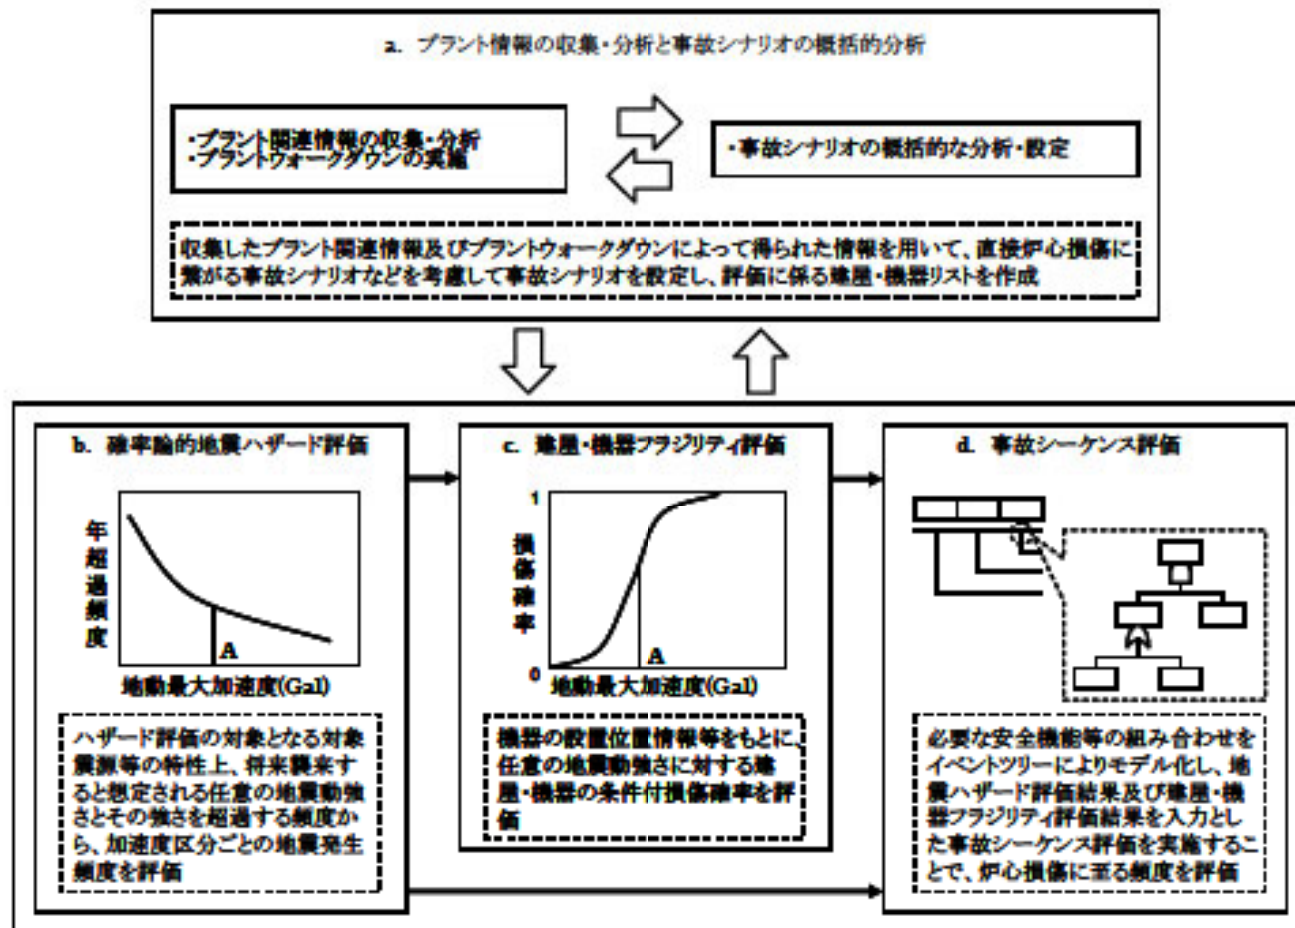 a. プラント情報の収集・分析と事故シナリオの概括的分析
・プラント関連情報の収集・分析
・プラントウォークダウンの実施
・事故シナリオの概括的な分析・設定
収集したプラント関連情報及びプラントウォークダウンによって得られた情報を用いて、直接炉心損傷に
繋がる事故シナリオなどを考慮して事故シナリオを設定し、評価に係る建屋・機器リストを作成
b. 確率論的地震ハザード評価
年超過頻度
A
地動最大加速度(Gal)
ハザード評価の対象となる対象
震源等の特性上、将来襲来す
ると想定される任意の地震動強
さとその強さを超過する頻度か
ら、加速度区分ごとの地震発生
頻度を評価
c. 建屋・機器フラジリティ評価
1
損傷確率
0
A
地動最大加速度(Gal)
機器の設置位置情報等をもとに、
任意の地震動強さに対する建
屋・機器の条件付損傷確率を評
価
d. 事故シーケンス評価
必要な安全機能等の組み合わせを
イベントツリーによりモデル化し、地
震ハザード評価結果及び建屋・機
器フラジリティ評価結果を入力とし
た事故シーケンス評価を実施するこ
とで、炉心損傷に至る頻度を評価